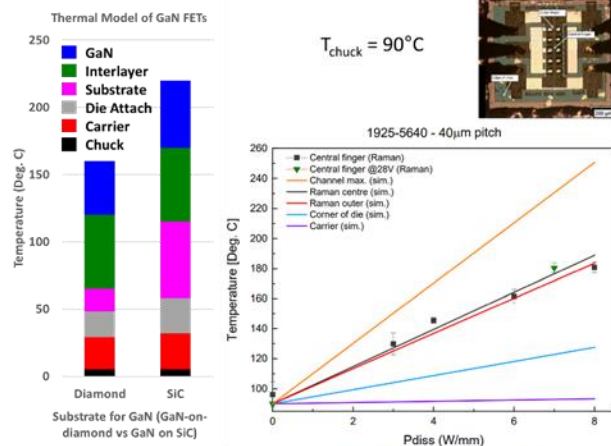 Thermal Model of GaN FETs
250
200
150
100
50
0
Temperature (Deg. C)
GaN
Interlayer
Substrate
Die Attach
Carrier
Chuck
Diamond
SiC
Substrate for GaN (GaN-on-
diamond vs GaN on SiC)
T chuck = 90°C
1925-5640 - 40μm pitch
260
240
220
200
180
160
140
120
100
Temperature [Deg. C]
Central finger (Raman)
Central finger @28V (Raman)
Channel max. (sim.)
Raman centre (sim.)
Raman outer (sim.)
Corner of die (sim.)
Carrier (sim.)
0
2
4
6
8
Pdiss (W/mm)